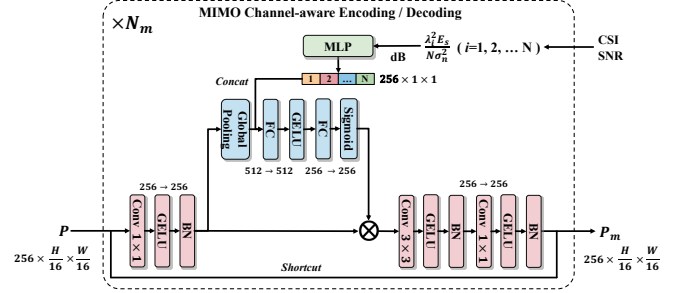 MIMO Channel-aware Encoding / Decoding
×N_m
MLP
dB
λ_i^2 E_s / Nσ_n^2 ( i=1, 2, … N )
CSI
SNR
Concat
1 2 … N
256 × 1 × 1
Global Pooling
FC
GELU
FC
Sigmoid
512 → 512
256 → 256
256 → 256
256 → 256
P
Conv 1×1
GELU
BN
⊗
Conv 3×3
GELU
BN
Conv 1×1
GELU
BN
P_m
256 × H/16 × W/16
Shortcut
256 × H/16 × W/16